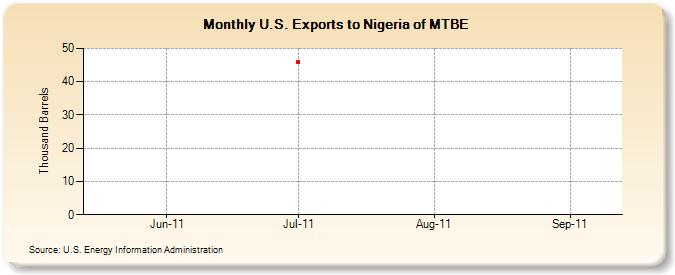 Monthly U.S. Exports to Nigeria of MTBE
Thousand Barrels
50
40
30
20
10
0
Jun-11 Jul-11 Aug-11 Sep-11
Source: U.S. Energy Information Administration